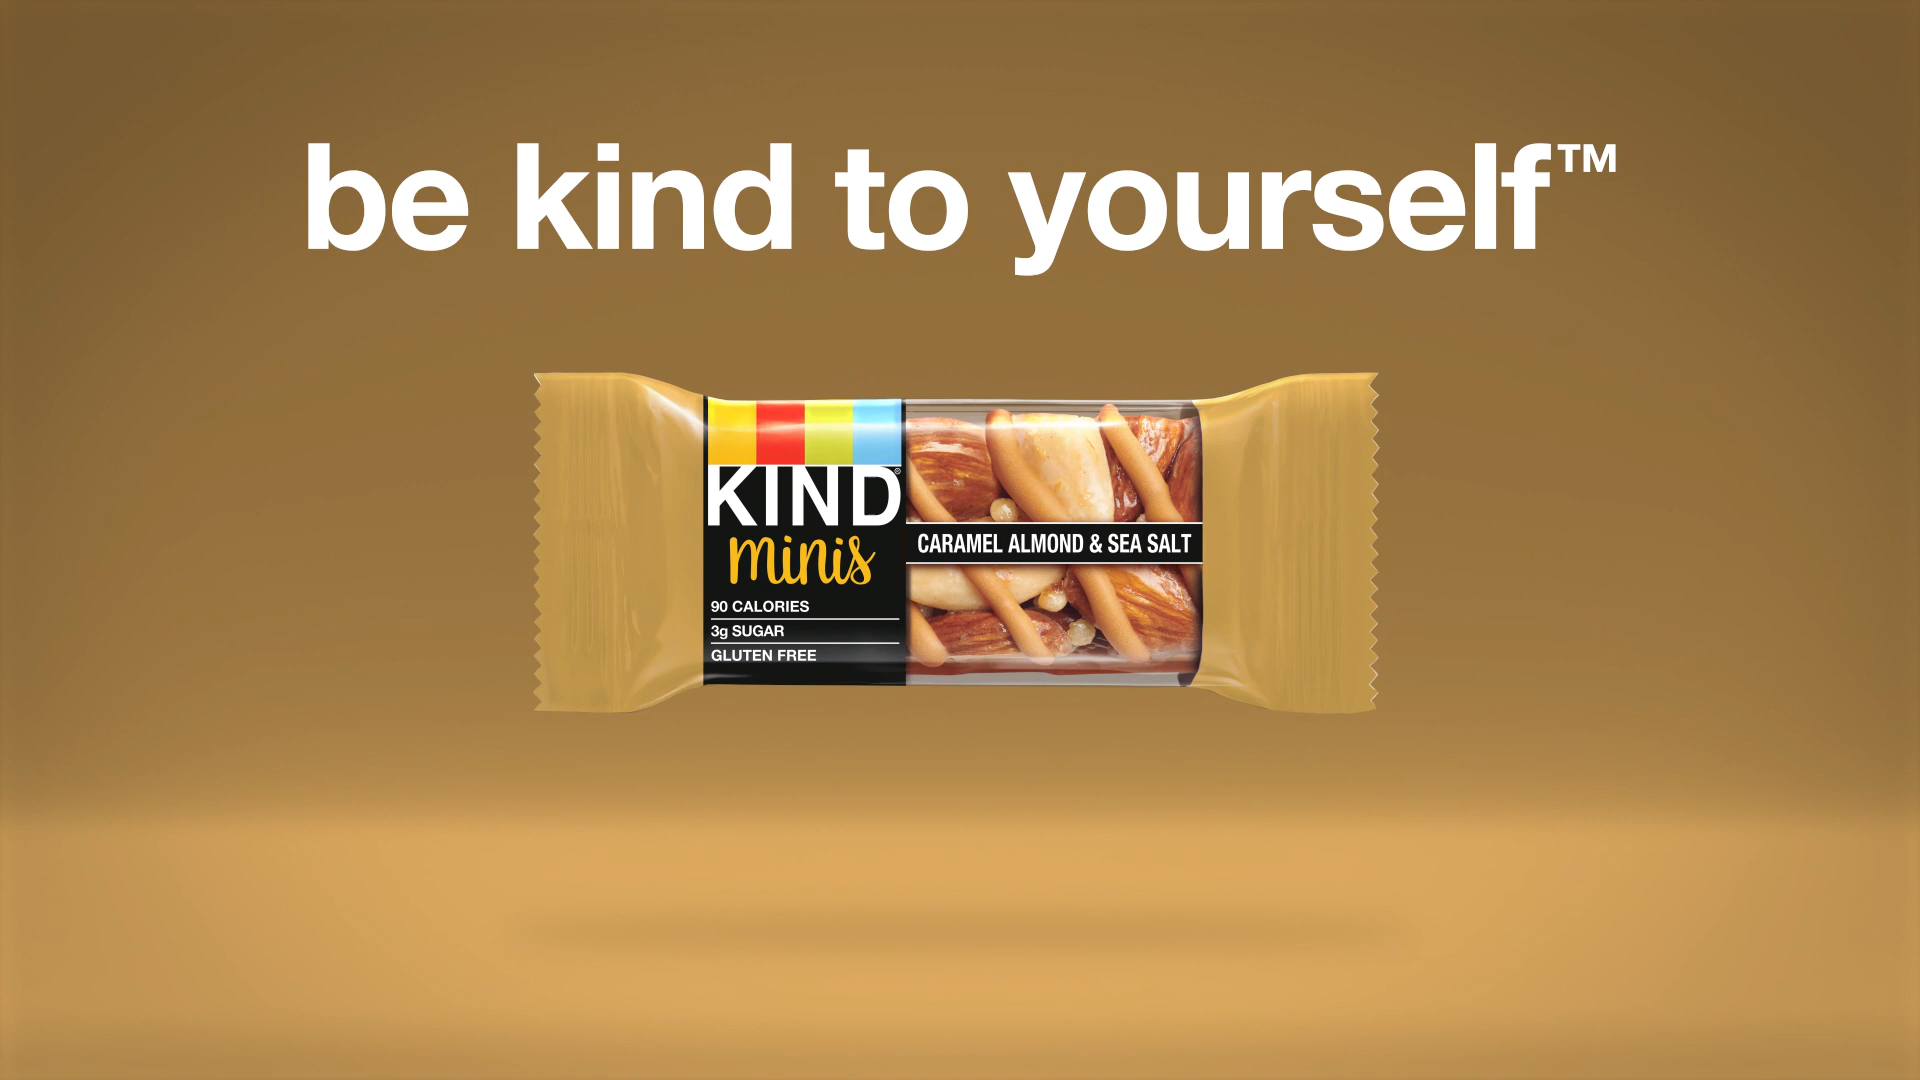 be kind to yourself™
KIND®
minis
90 CALORIES
3g SUGAR
GLUTEN FREE
CARAMEL ALMOND & SEA SALT